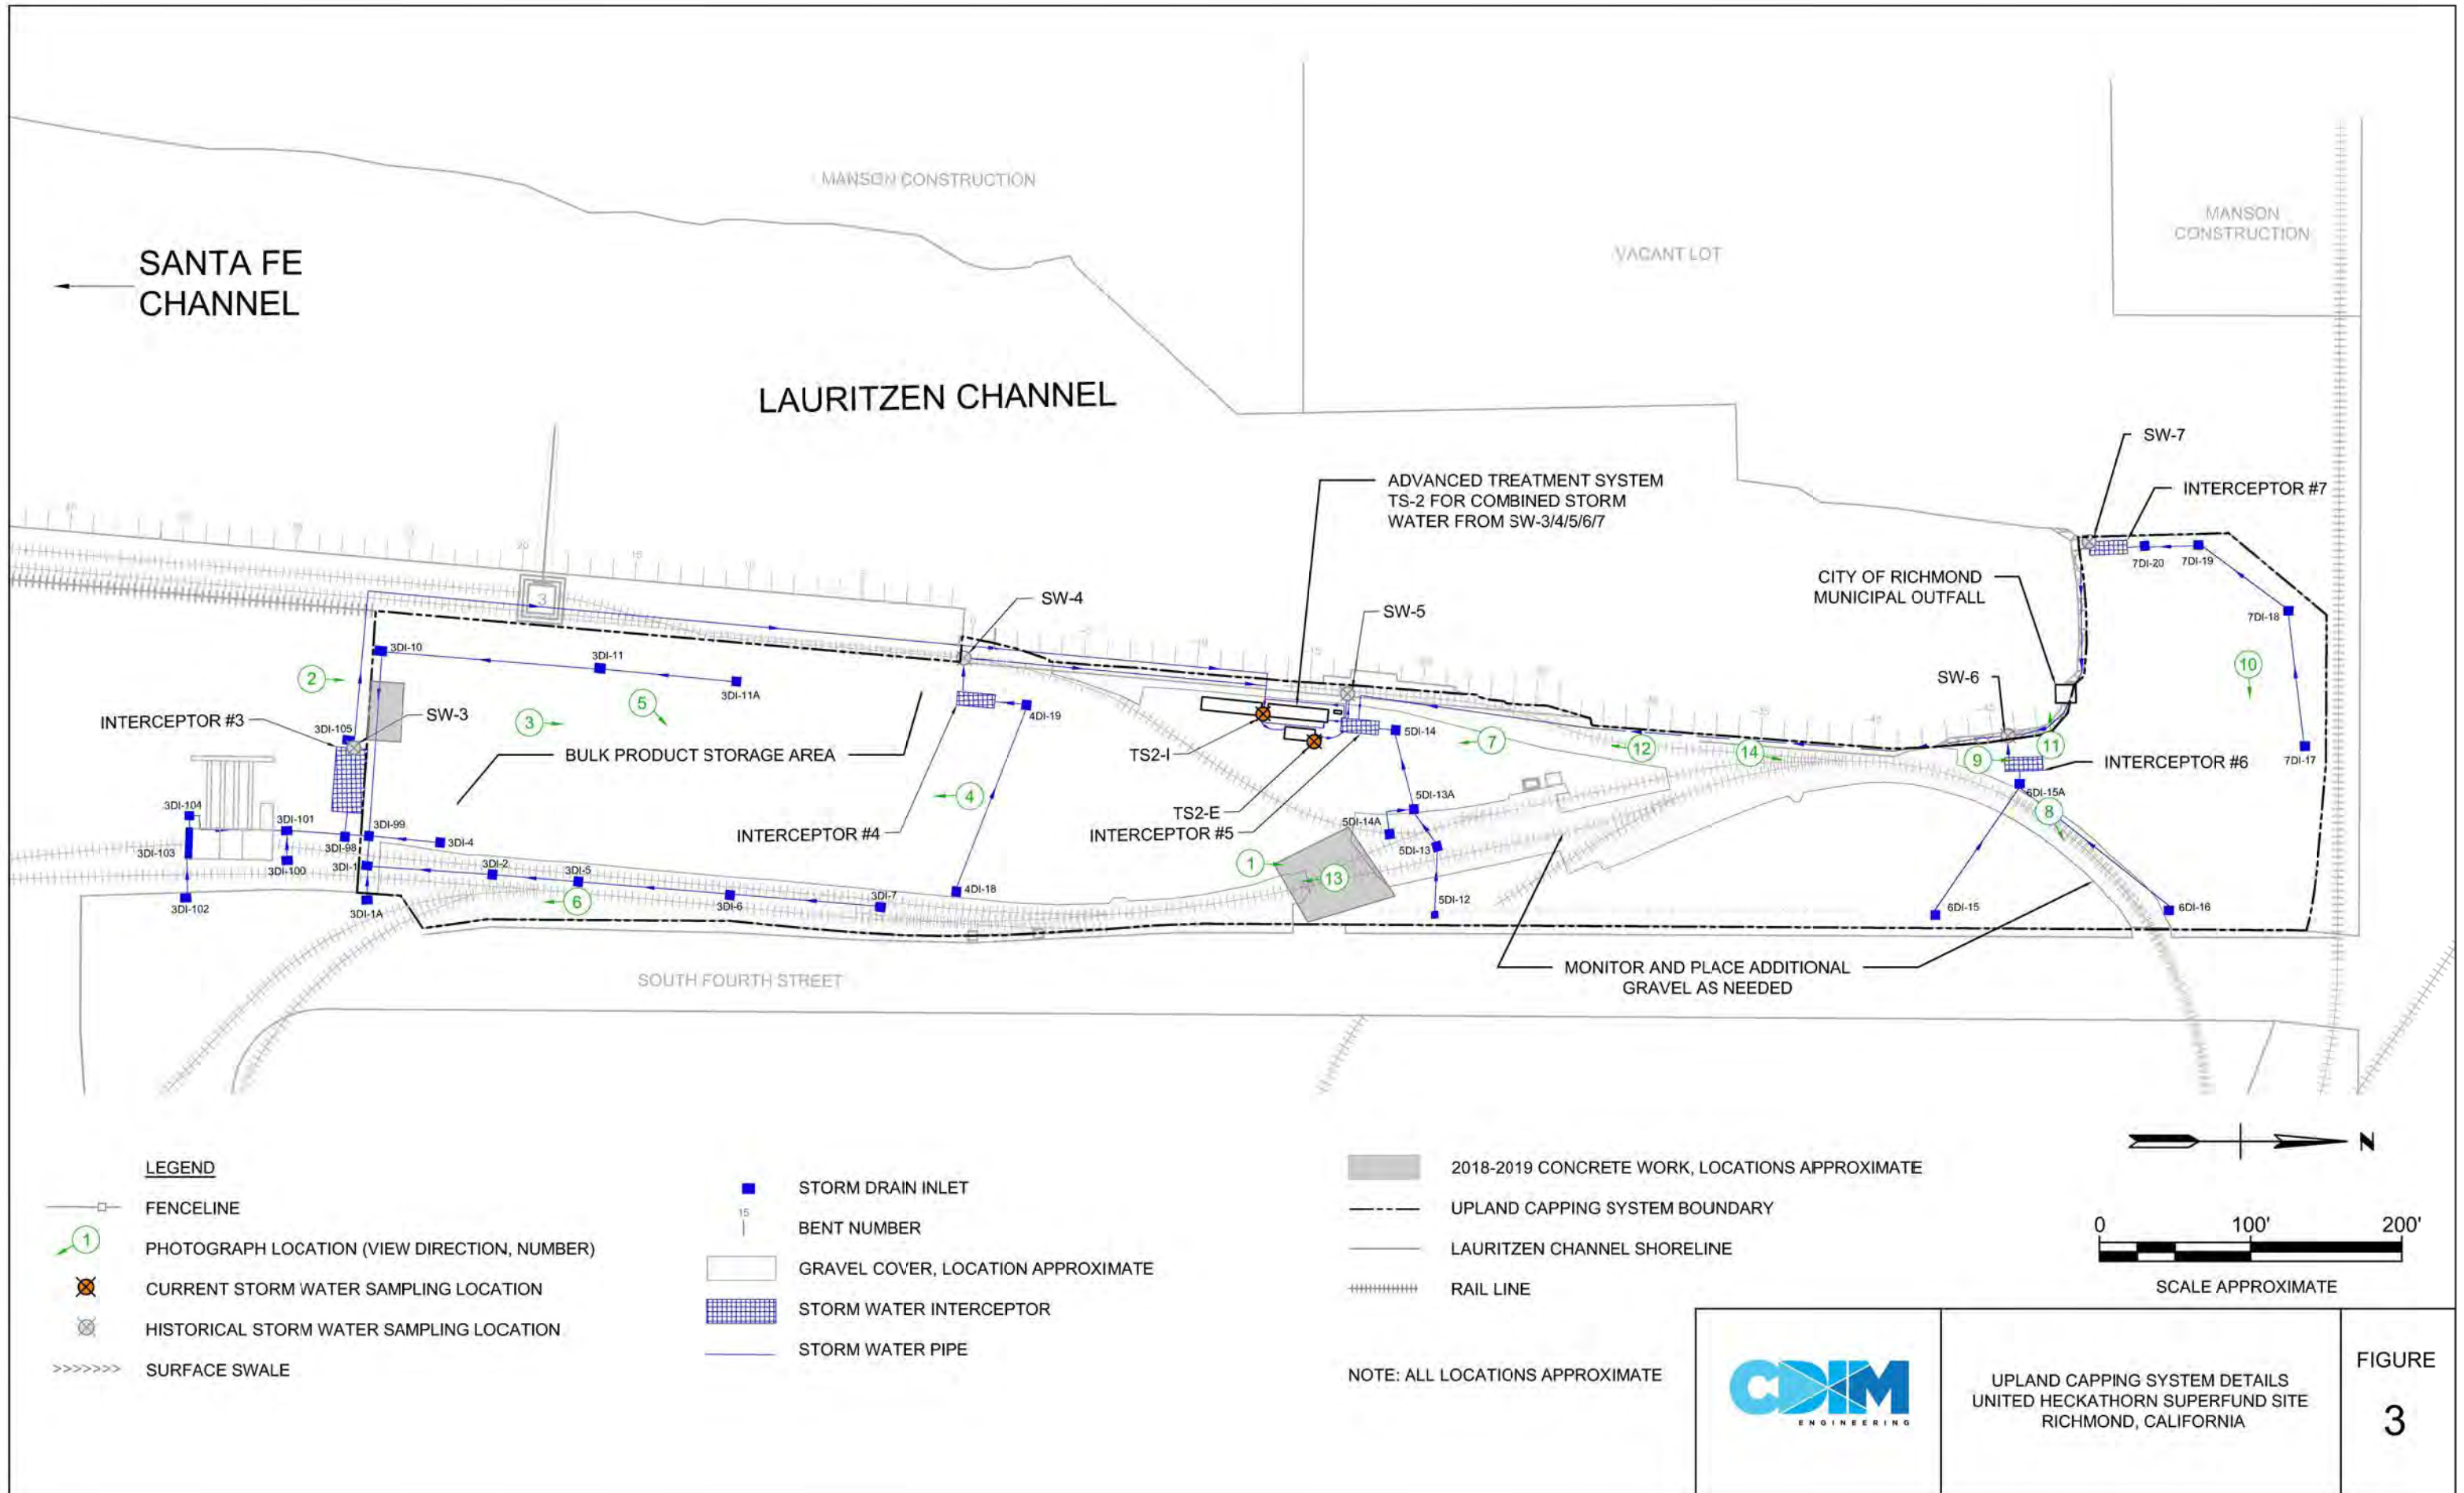 MANSON CONSTRUCTION
MANSON
CONSTRUCTION
VACANT LOT
SANTA FE
CHANNEL
LAURITZEN CHANNEL
SW-7
INTERCEPTOR #7
ADVANCED TREATMENT SYSTEM
TS-2 FOR COMBINED STORM
WATER FROM SW-3/4/5/6/7
7DI-20
7DI-19
CITY OF RICHMOND
MUNICIPAL OUTFALL
SW-4
SW-5
20
15
3
7DI-18
3DI-10
3DI-11
3DI-11A
2
5
3
SW-3
INTERCEPTOR #3
3DI-105
4DI-19
SW-6
10
BULK PRODUCT STORAGE AREA
TS2-I
5DI-14
7
12
14
9
11
7DI-17
INTERCEPTOR #6
6DI-15A
4
3DI-104
3DI-101
3DI-99
3DI-4
INTERCEPTOR #4
TS2-E
INTERCEPTOR #5
5DI-13A
5DI-14A
8
3DI-103
3DI-98
3DI-100
3DI-1
3DI-2
3DI-5
5DI-13
1
13
3DI-102
3DI-1A
6
3DI-6
3DI-7
4DI-18
5DI-12
6DI-15
6DI-16
SOUTH FOURTH STREET
MONITOR AND PLACE ADDITIONAL
GRAVEL AS NEEDED
N
LEGEND
FENCELINE
1
PHOTOGRAPH LOCATION (VIEW DIRECTION, NUMBER)
CURRENT STORM WATER SAMPLING LOCATION
HISTORICAL STORM WATER SAMPLING LOCATION
SURFACE SWALE
STORM DRAIN INLET
15
BENT NUMBER
GRAVEL COVER, LOCATION APPROXIMATE
STORM WATER INTERCEPTOR
STORM WATER PIPE
2018-2019 CONCRETE WORK, LOCATIONS APPROXIMATE
UPLAND CAPPING SYSTEM BOUNDARY
LAURITZEN CHANNEL SHORELINE
RAIL LINE
NOTE: ALL LOCATIONS APPROXIMATE
0 100' 200'
SCALE APPROXIMATE
CDIM
ENGINEERING
UPLAND CAPPING SYSTEM DETAILS
UNITED HECKATHORN SUPERFUND SITE
RICHMOND, CALIFORNIA
FIGURE
3